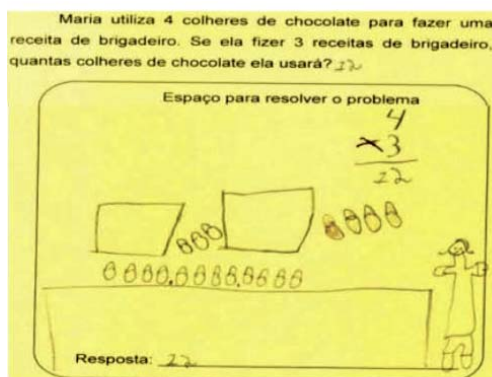 Maria utiliza 4 colheres de chocolate para fazer uma
receita de brigadeiro. Se ela fizer 3 receitas de brigadeiro,
quantas colheres de chocolate ela usará? 12
Espaço para resolver o problema
4
×3
12
Resposta: 12